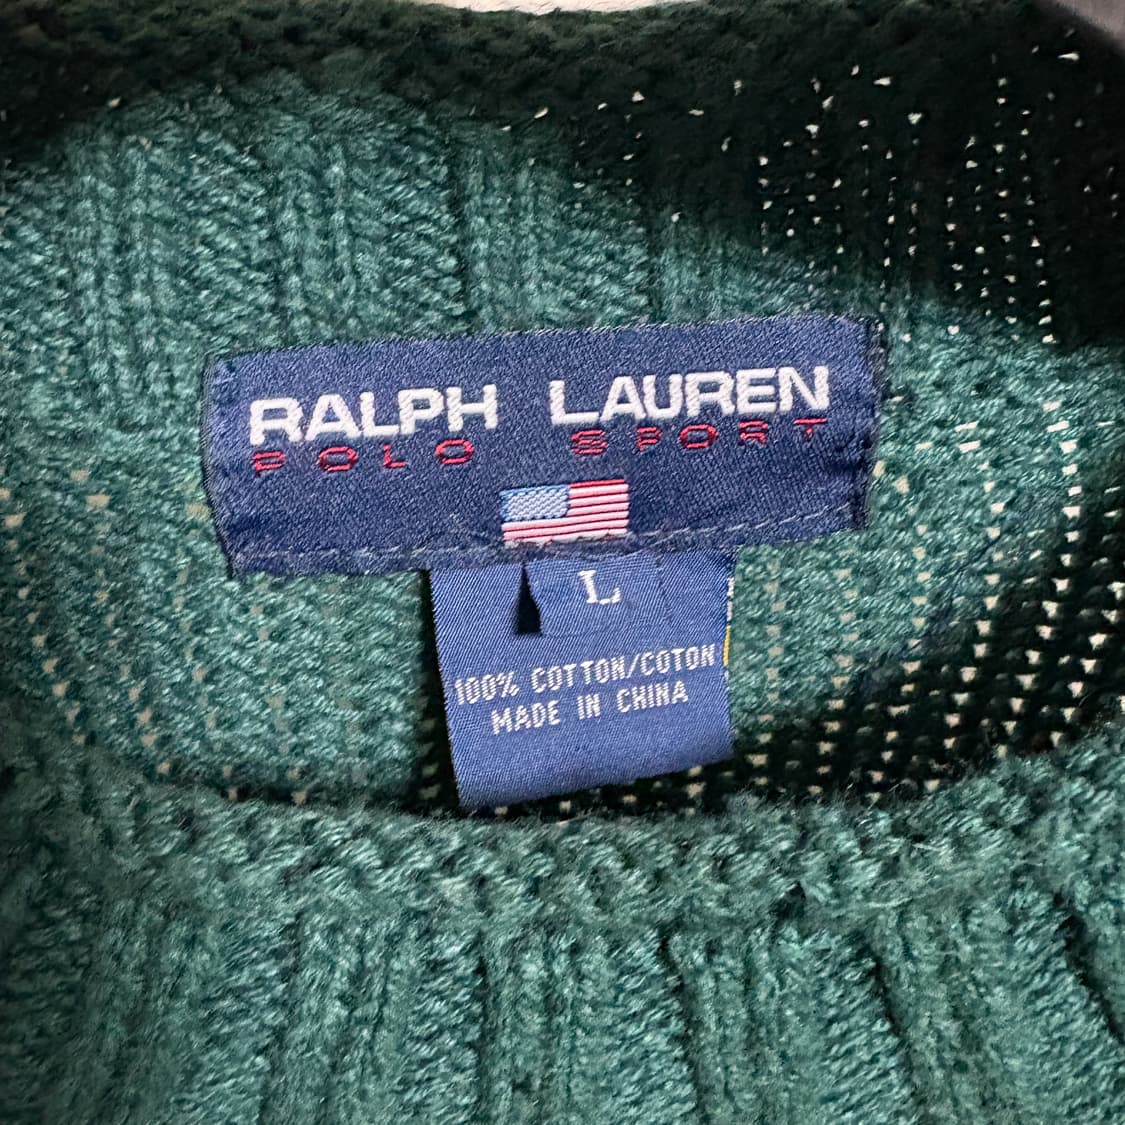 RALPH LAUREN
POLO SPORT
L
100% COTTON/COTON
MADE IN CHINA